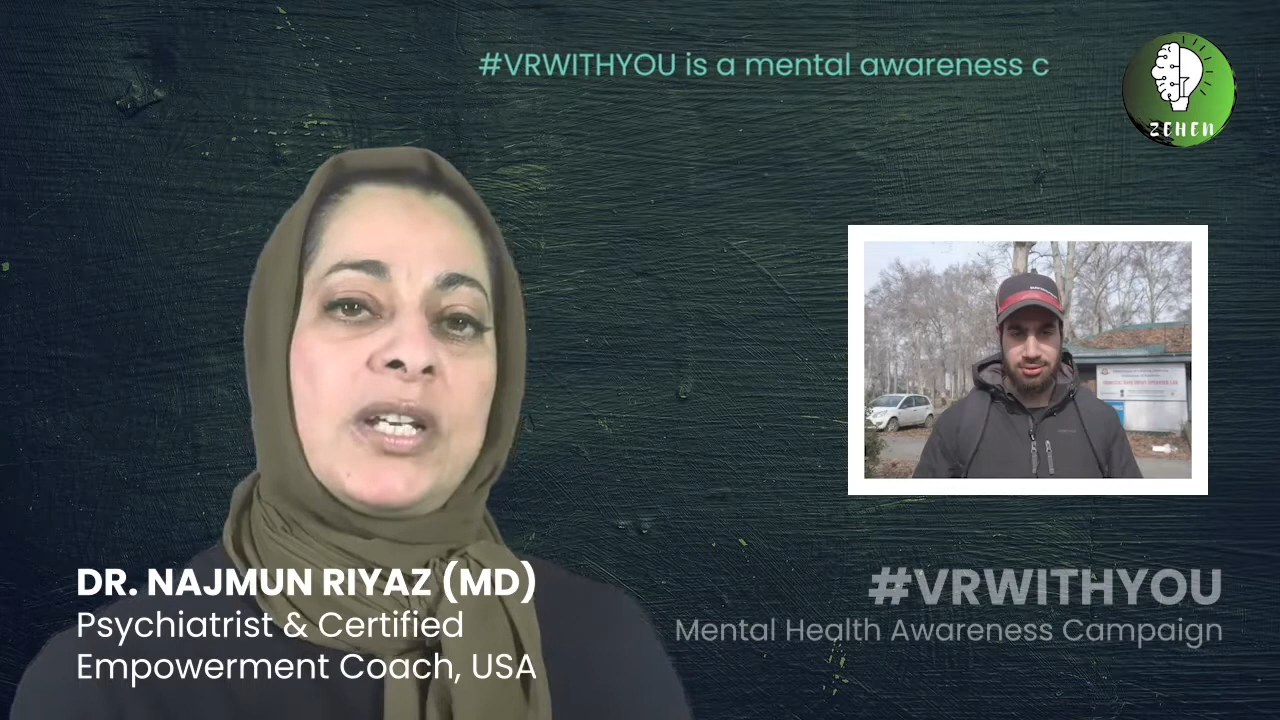 #VRWITHYOU is a mental awareness c
ZEHEN
DR. NAJMUN RIYAZ (MD)
Psychiatrist & Certified
Empowerment Coach, USA
#VRWITHYOU
Mental Health Awareness Campaign